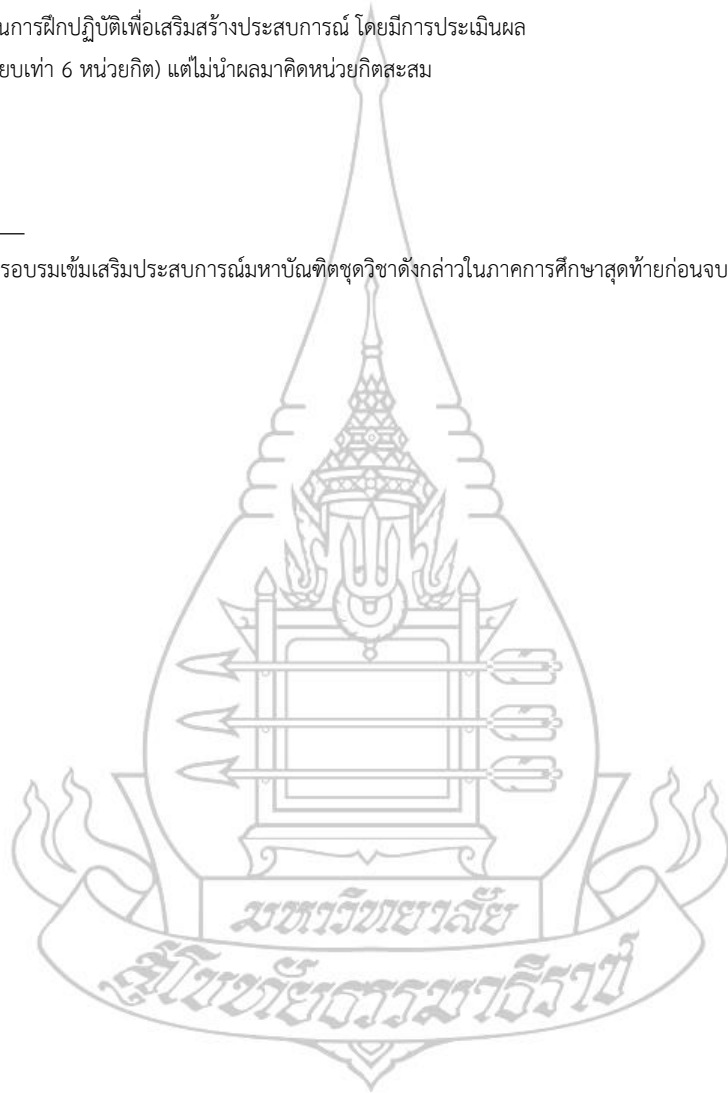 นการฝึกปฏิบัติเพื่อเสริมสร้างประสบการณ์ โดยมีการประเมินผล
ยบเท่า 6 หน่วยกิต) แต่ไม่นำผลมาคิดหน่วยกิตสะสม
รอบรมเข้มเสริมประสบการณ์มหาบัณฑิตชุดวิชาดังกล่าวในภาคการศึกษาสุดท้ายก่อนจบ
มหาวิทยาลัย
สุโขทัยธรรมาธิราช